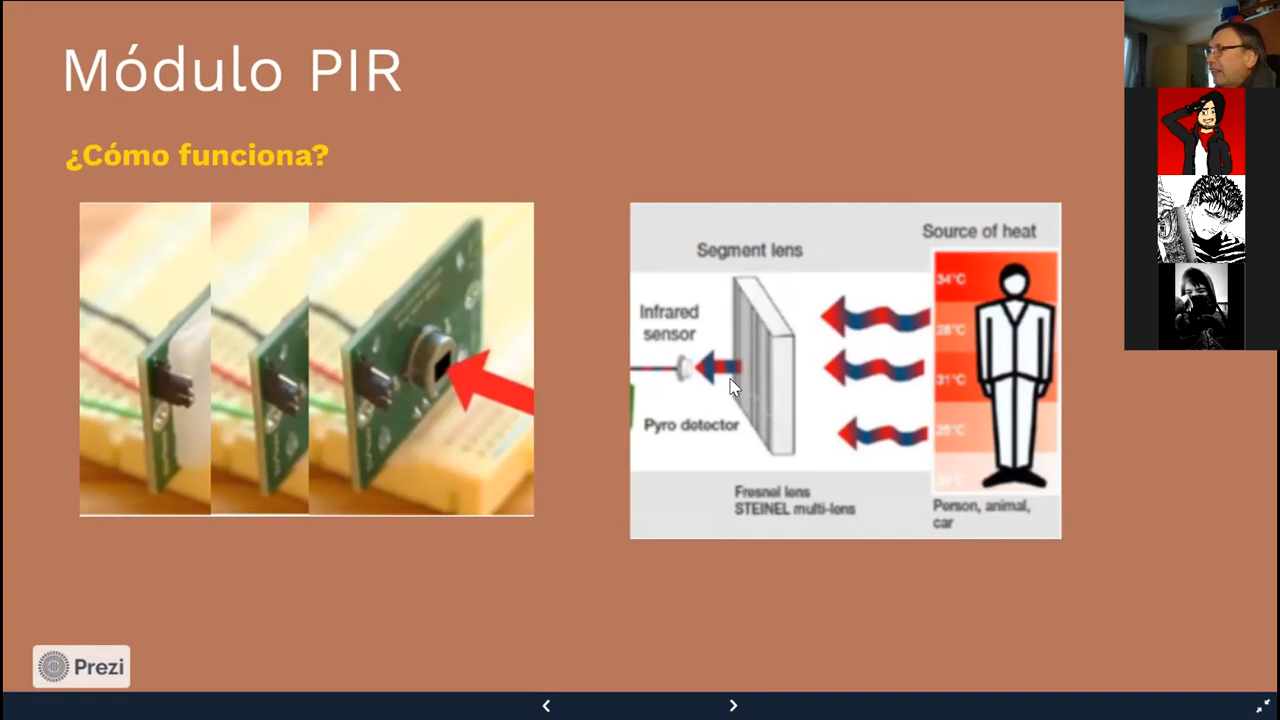 Módulo PIR
¿Cómo funciona?
Source of heat
Segment lens
34°C
Infrared
sensor
28°C
31°C
Pyro detector
25°C
Fresnel lens
STEINEL multi-lens
Person, animal,
car
Prezi